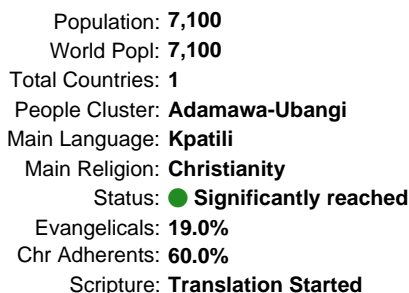 Population: 7,100
World Popl: 7,100
Total Countries: 1
People Cluster: Adamawa-Ubangi
Main Language: Kpatili
Main Religion: Christianity
Status: Significantly reached
Evangelicals: 19.0%
Chr Adherents: 60.0%
Scripture: Translation Started